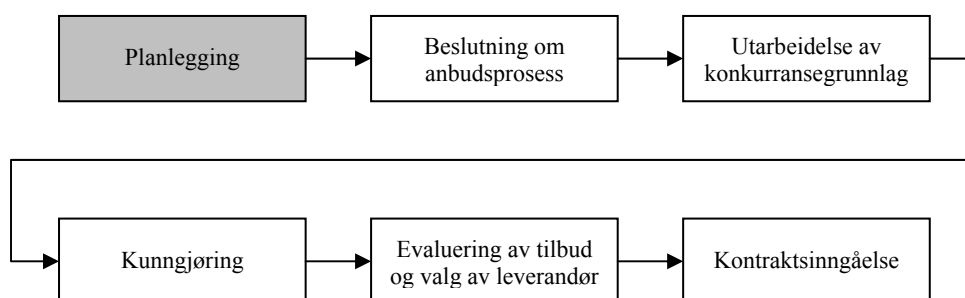 Planlegging
Beslutning om
anbudsprosess
Utarbeidelse av
konkurransegrunnlag
Kunngjøring
Evaluering av tilbud
og valg av leverandør
Kontraktsinngåelse